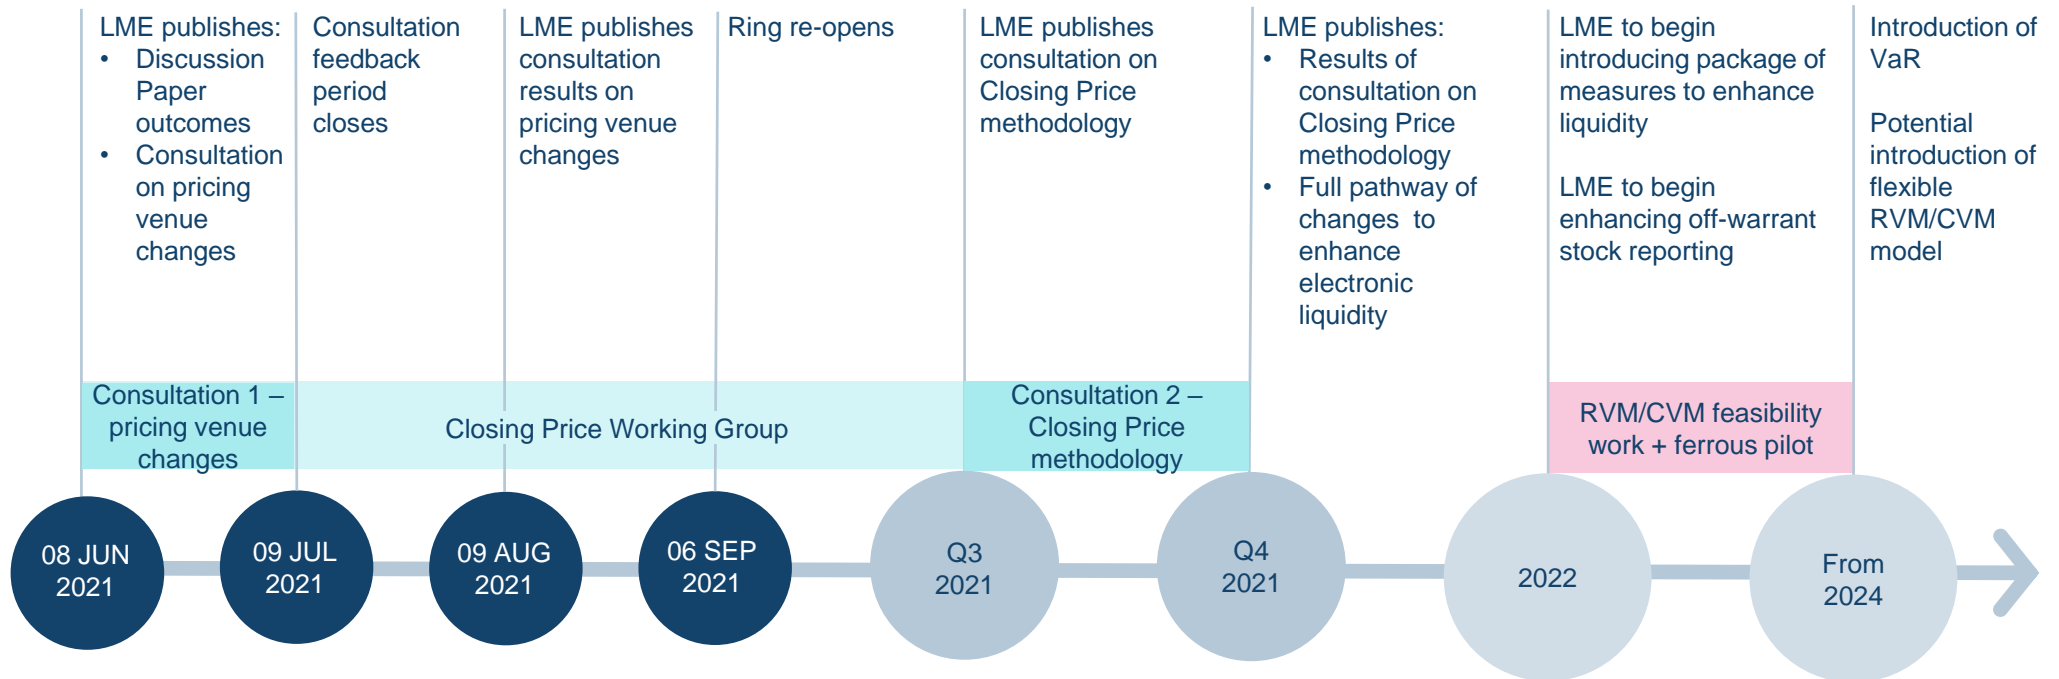 LME publishes:
• Discussion
Paper
outcomes
• Consultation
on pricing
venue
changes
Consultation
feedback
period
closes
LME publishes
consultation
results on
pricing venue
changes
Ring re-opens
LME publishes
consultation on
Closing Price
methodology
LME publishes:
• Results of
consultation on
Closing Price
methodology
• Full pathway of
changes to
enhance
electronic
liquidity
LME to begin
introducing package of
measures to enhance
liquidity
LME to begin
enhancing off-warrant
stock reporting
Introduction of
VaR
Potential
introduction of
flexible
RVM/CVM
model
Consultation 1 –
pricing venue
changes
Closing Price Working Group
Consultation 2 –
Closing Price
methodology
RVM/CVM feasibility
work + ferrous pilot
08 JUN
2021
09 JUL
2021
09 AUG
2021
06 SEP
2021
Q3
2021
Q4
2021
2022
From
2024